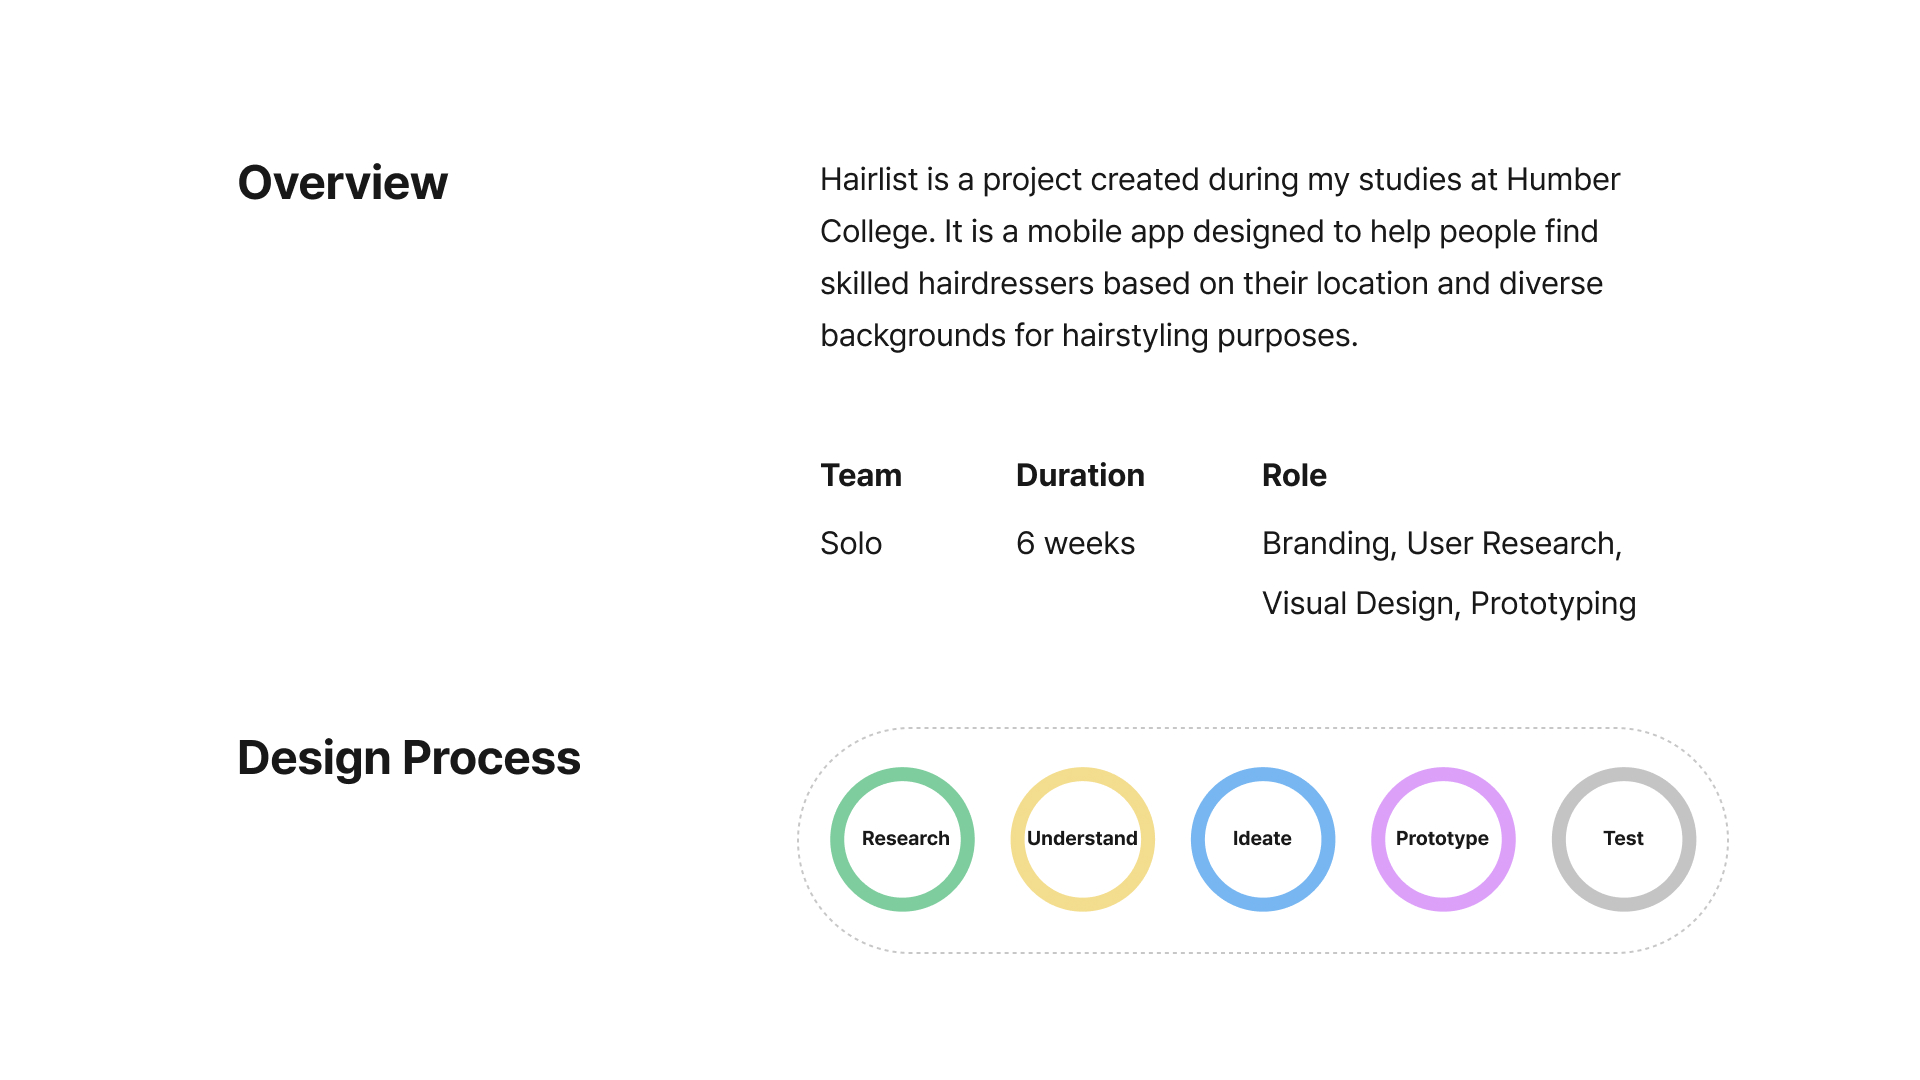 Overview
Hairlist is a project created during my studies at Humber
College. It is a mobile app designed to help people find
skilled hairdressers based on their location and diverse
backgrounds for hairstyling purposes.
Team
Solo
Duration
6 weeks
Role
Branding, User Research,
Visual Design, Prototyping
Design Process
Research
Understand
Ideate
Prototype
Test